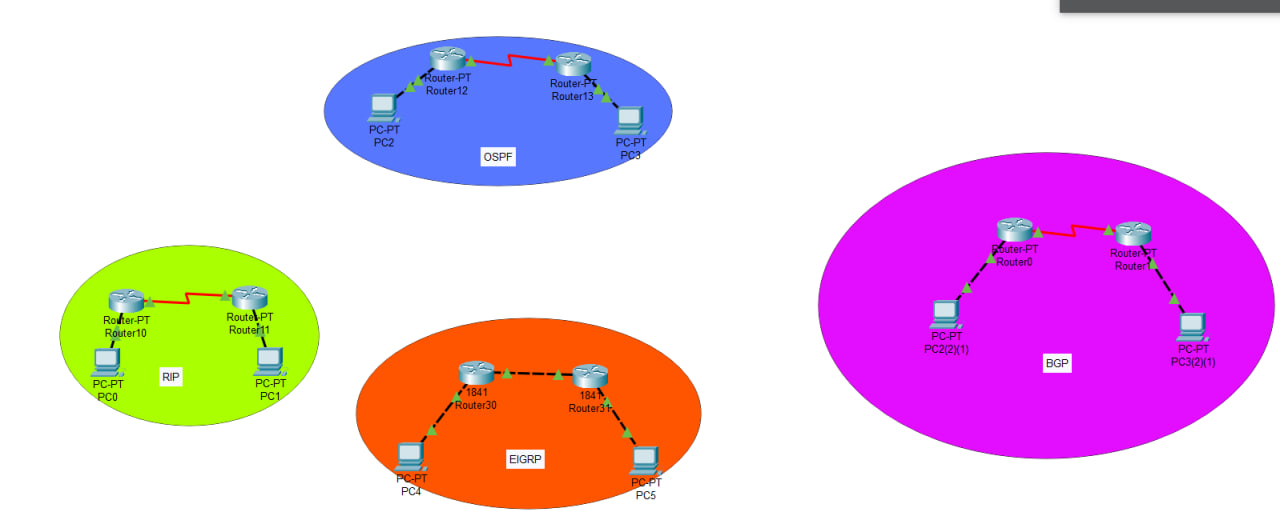 Router-PT
Router12
Router-PT
Router13
PC-PT
PC2
PC-PT
PC3
OSPF
Router-PT
Router10
Router-PT
Router11
PC-PT
PC0
RIP
PC-PT
PC1
1841
Router30
1841
Router31
PC-PT
PC4
EIGRP
PC-PT
PC5
Router-PT
Router0
Router-PT
Router1
PC-PT
PC2(2)(1)
PC-PT
PC3(2)(1)
BGP